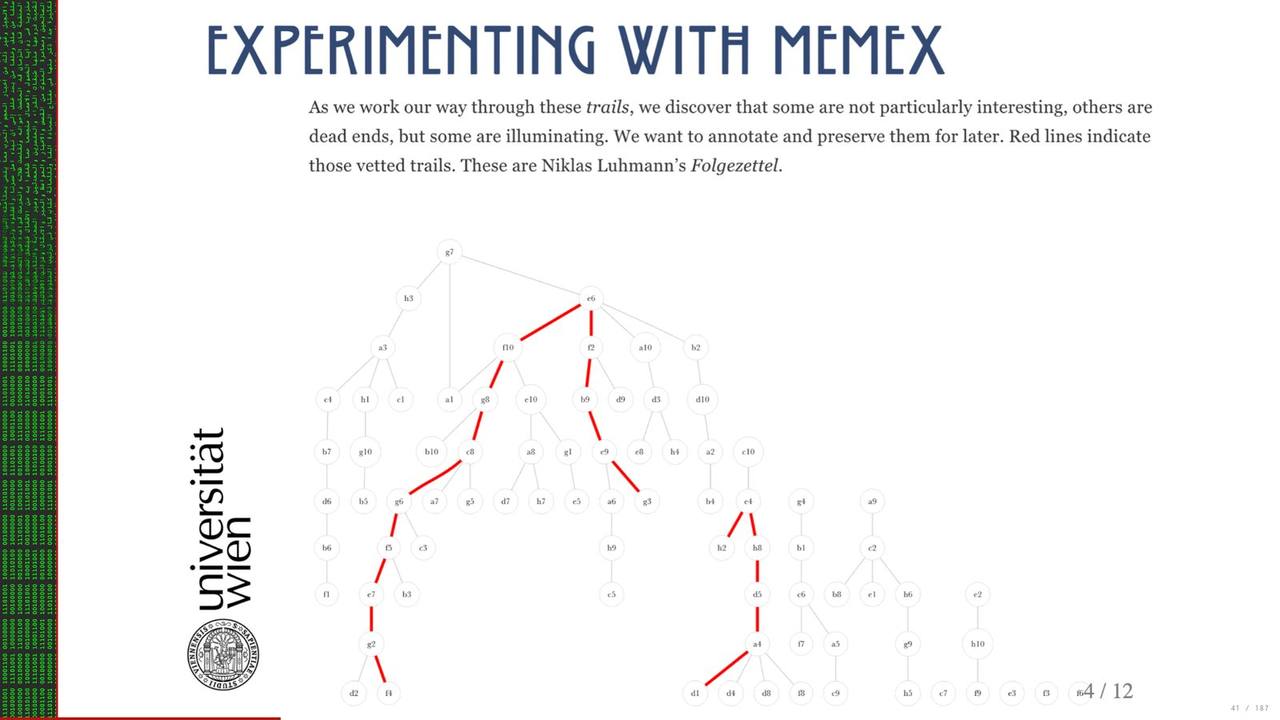 EXPERIMENTING WITH MEMEX
As we work our way through these trails, we discover that some are not particularly interesting, others are
dead ends, but some are illuminating. We want to annotate and preserve them for later. Red lines indicate
those vetted trails. These are Niklas Luhmann's Folgezettel.
g7
h3 e6
a3 f10 f2 a10 b2
c4 h1 c1 a1 g8 e10 b9 d9 d3 d10
b7 g10 b10 c8 a8 g1 c9 e8 h4 a2 c10
d6 b5 g6 a7 g5 d7 h7 e5 a6 g3 b4 e4 g4 a9
b6 f5 c3 h9 h2 h8 b1 c2
f1 e7 b3 c5 d5 c6 b8 e1 h6 e2
g2 a4 f7 a5 e9 h10
d2 f4 d1 d4 d8 f8 c9 h5 c7 f9 e3 f3 f6
4 / 12
41 / 187
universität
wien